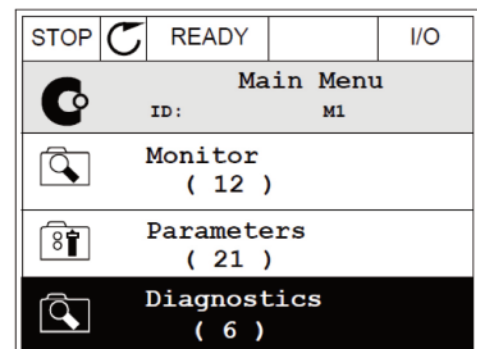 STOP READY I/O
Main Menu
ID: M1
Monitor
( 12 )
Parameters
( 21 )
Diagnostics
( 6 )